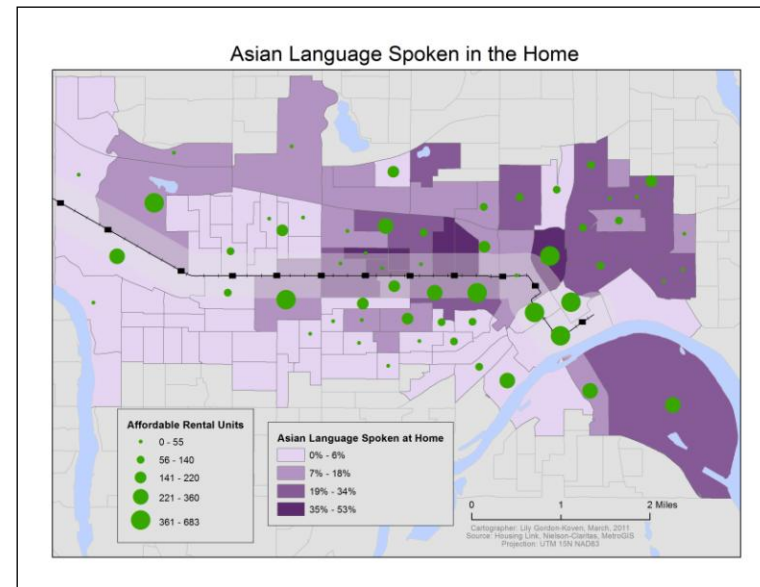 Asian Language Spoken in the Home
Affordable Rental Units
0 - 55
56 - 140
141 - 220
221 - 360
361 - 683
Asian Language Spoken at Home
0% - 6%
7% - 18%
19% - 34%
35% - 53%
0 1 2 Miles
Cartographer: Lily Gordon-Koven, March, 2011
Source: Housing Link, Nielson-Claritas, MetroGIS
Projection: UTM 15N NAD83